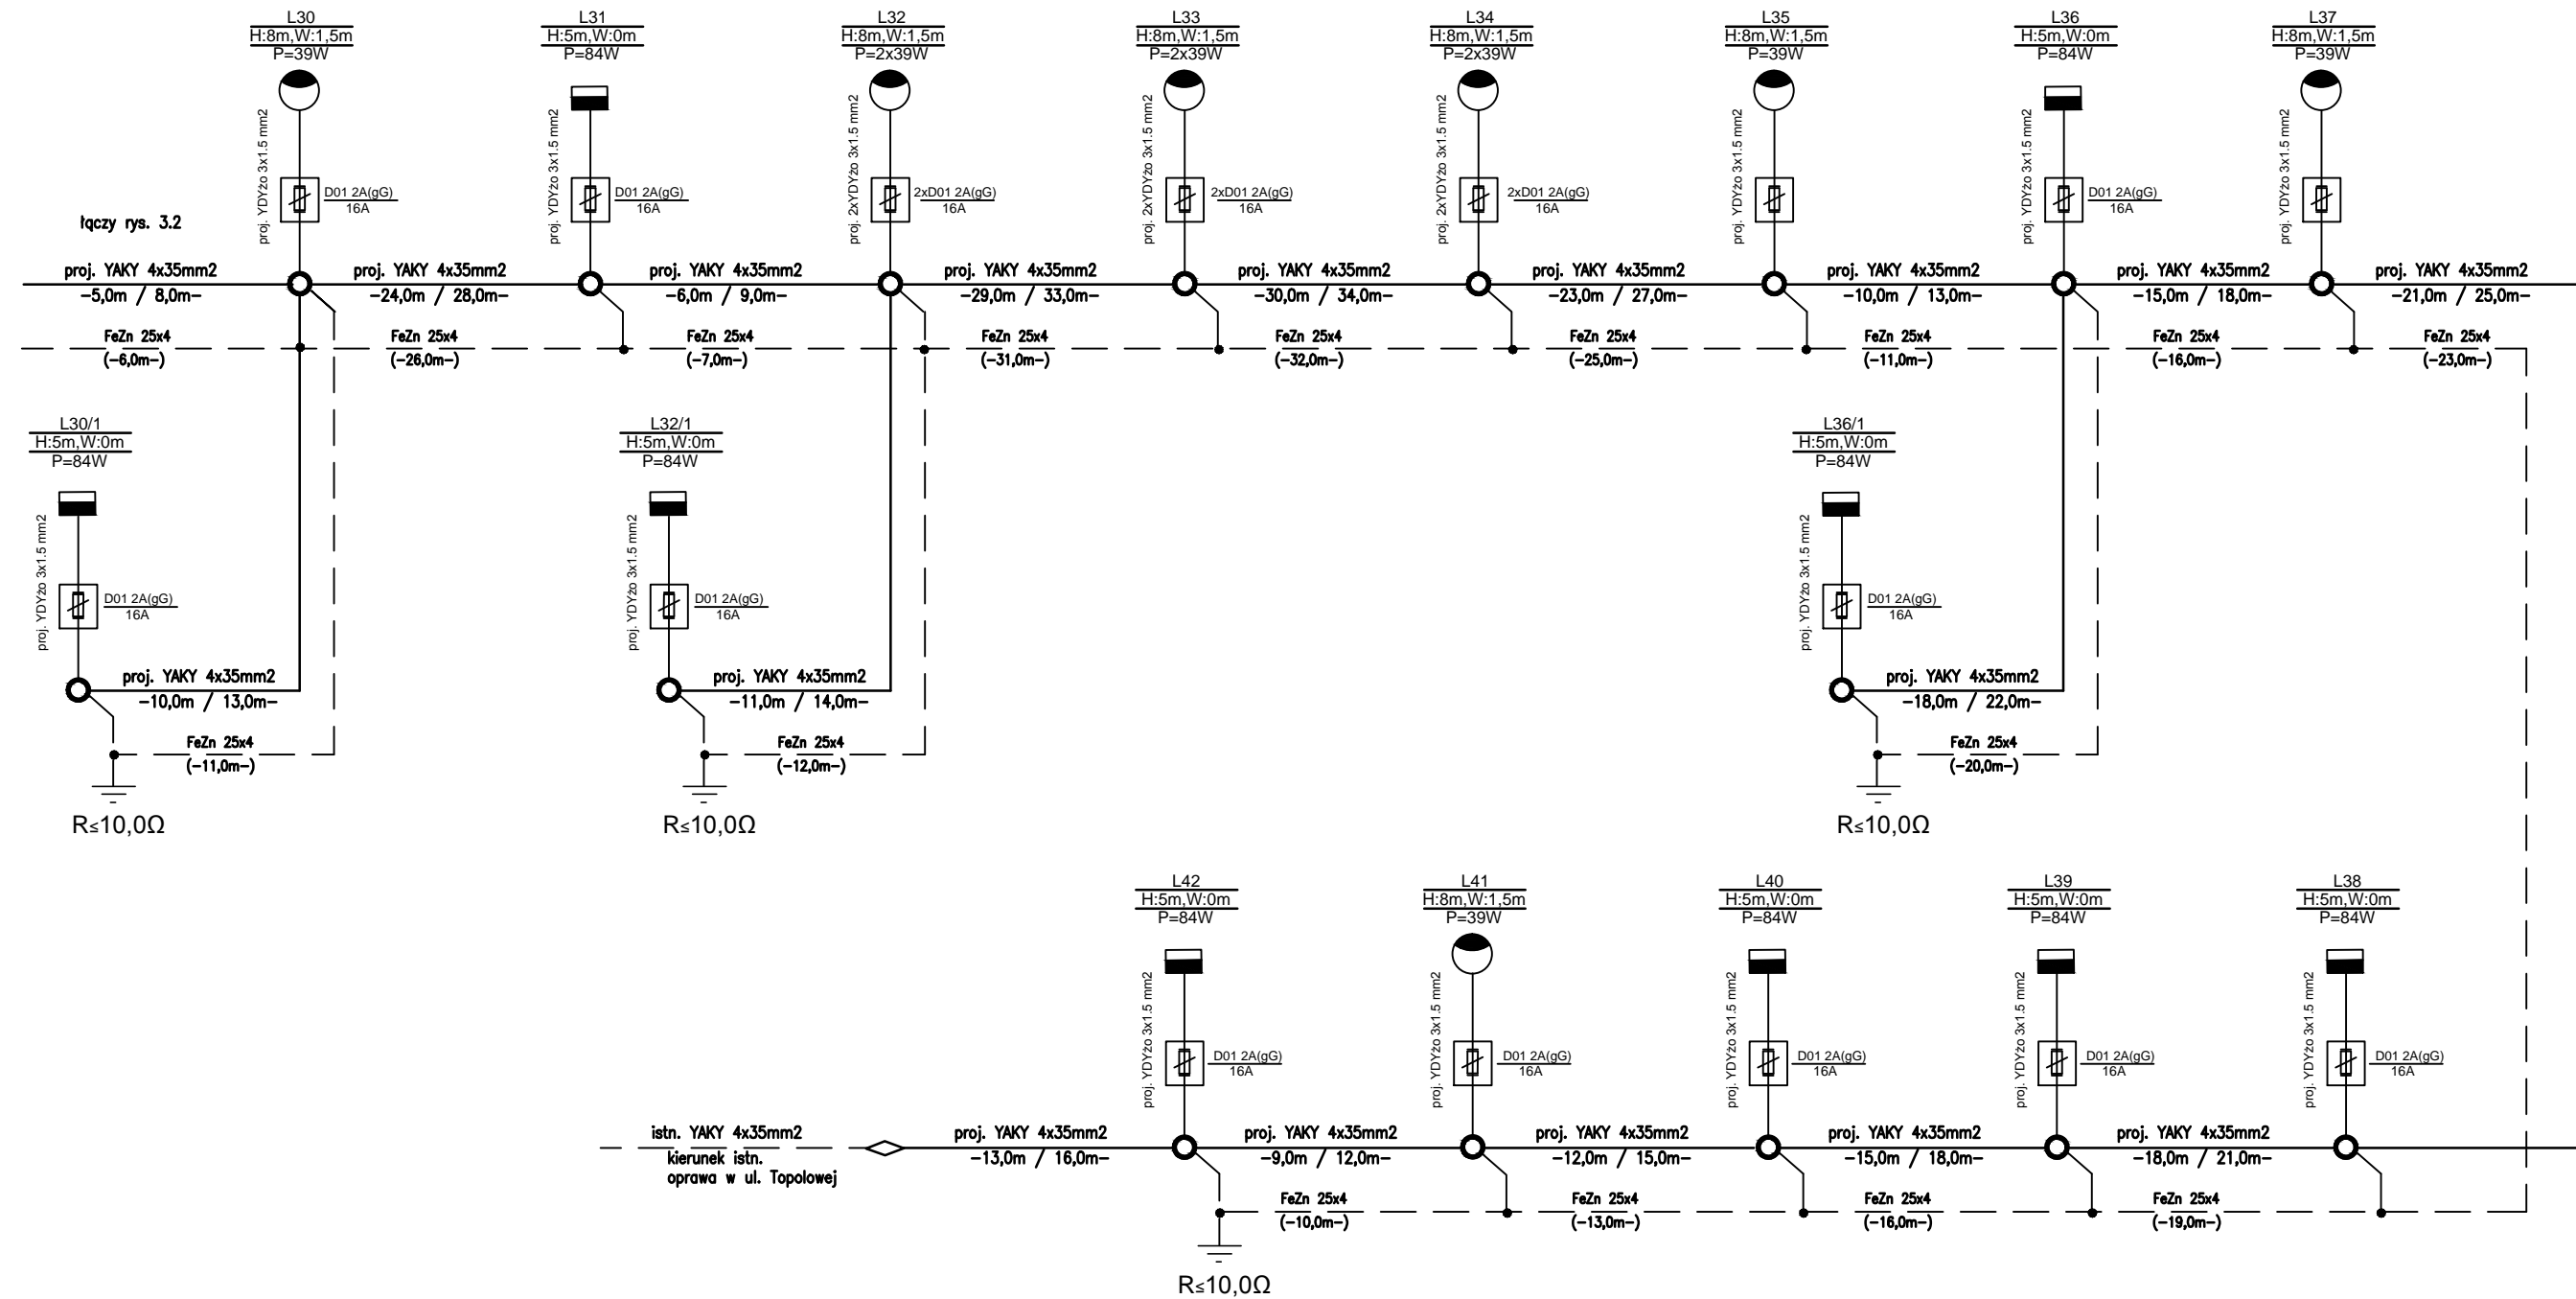 L30
H:8m,W:1,5m
P=39W
L31
H:5m,W:0m
P=84W
L32
H:8m,W:1,5m
P=2x39W
L33
H:8m,W:1,5m
P=2x39W
L34
H:8m,W:1,5m
P=2x39W
L35
H:8m,W:1,5m
P=39W
L36
H:5m,W:0m
P=84W
L37
H:8m,W:1,5m
P=39W
proj. YDYżo 3x1.5 mm2
D01 2A(gG)
16A
proj. YDYżo 3x1.5 mm2
D01 2A(gG)
16A
proj. 2xYDYżo 3x1.5 mm2
2xD01 2A(gG)
16A
proj. 2xYDYżo 3x1.5 mm2
2xD01 2A(gG)
16A
proj. 2xYDYżo 3x1.5 mm2
2xD01 2A(gG)
16A
proj. YDYżo 3x1.5 mm2
proj. YDYżo 3x1.5 mm2
D01 2A(gG)
16A
proj. YDYżo 3x1.5 mm2
łączy rys. 3.2
proj. YAKY 4x35mm2
-5,0m / 8,0m-
proj. YAKY 4x35mm2
-24,0m / 28,0m-
proj. YAKY 4x35mm2
-6,0m / 9,0m-
proj. YAKY 4x35mm2
-29,0m / 33,0m-
proj. YAKY 4x35mm2
-30,0m / 34,0m-
proj. YAKY 4x35mm2
-23,0m / 27,0m-
proj. YAKY 4x35mm2
-10,0m / 13,0m-
proj. YAKY 4x35mm2
-15,0m / 18,0m-
proj. YAKY 4x35mm2
-21,0m / 25,0m-
FeZn 25x4
(-6,0m-)
FeZn 25x4
(-26,0m-)
FeZn 25x4
(-7,0m-)
FeZn 25x4
(-31,0m-)
FeZn 25x4
(-32,0m-)
FeZn 25x4
(-25,0m-)
FeZn 25x4
(-11,0m-)
FeZn 25x4
(-16,0m-)
FeZn 25x4
(-23,0m-)
L30/1
H:5m,W:0m
P=84W
proj. YDYżo 3x1.5 mm2
D01 2A(gG)
16A
proj. YAKY 4x35mm2
-10,0m / 13,0m-
FeZn 25x4
(-11,0m-)
R≤10,0Ω
L32/1
H:5m,W:0m
P=84W
proj. YDYżo 3x1.5 mm2
D01 2A(gG)
16A
proj. YAKY 4x35mm2
-11,0m / 14,0m-
FeZn 25x4
(-12,0m-)
R≤10,0Ω
L36/1
H:5m,W:0m
P=84W
proj. YDYżo 3x1.5 mm2
D01 2A(gG)
16A
proj. YAKY 4x35mm2
-18,0m / 22,0m-
FeZn 25x4
(-20,0m-)
R≤10,0Ω
L42
H:5m,W:0m
P=84W
L41
H:8m,W:1,5m
P=39W
L40
H:5m,W:0m
P=84W
L39
H:5m,W:0m
P=84W
L38
H:5m,W:0m
P=84W
proj. YDYżo 3x1.5 mm2
D01 2A(gG)
16A
proj. YDYżo 3x1.5 mm2
D01 2A(gG)
16A
proj. YDYżo 3x1.5 mm2
D01 2A(gG)
16A
proj. YDYżo 3x1.5 mm2
D01 2A(gG)
16A
proj. YDYżo 3x1.5 mm2
D01 2A(gG)
16A
istn. YAKY 4x35mm2
kierunek istn.
oprawa w ul. Topolowej
proj. YAKY 4x35mm2
-13,0m / 16,0m-
proj. YAKY 4x35mm2
-9,0m / 12,0m-
proj. YAKY 4x35mm2
-12,0m / 15,0m-
proj. YAKY 4x35mm2
-15,0m / 18,0m-
proj. YAKY 4x35mm2
-18,0m / 21,0m-
FeZn 25x4
(-10,0m-)
FeZn 25x4
(-13,0m-)
FeZn 25x4
(-16,0m-)
FeZn 25x4
(-19,0m-)
R≤10,0Ω